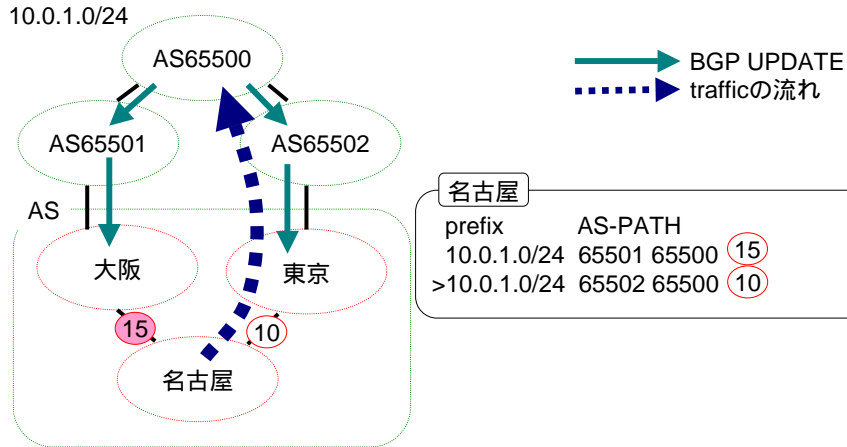 10.0.1.0/24
AS65500
BGP UPDATE
trafficの流れ
AS65501
AS65502
AS
大阪
東京
15
10
名古屋
名古屋
prefix AS-PATH
10.0.1.0/24 65501 65500 15
>10.0.1.0/24 65502 65500 10